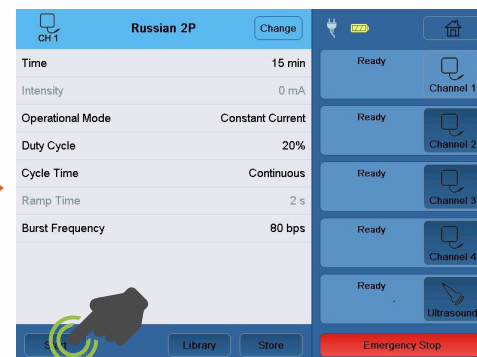 CH 1
Russian 2P
Change
Time 15 min
Intensity 0 mA
Operational Mode Constant Current
Duty Cycle 20%
Cycle Time Continuous
Ramp Time 2 s
Burst Frequency 80 bps
Library
Store
Ready
Channel 1
Ready
Channel 2
Ready
Channel 3
Ready
Channel 4
Ready
Ultrasound
Emergency Stop